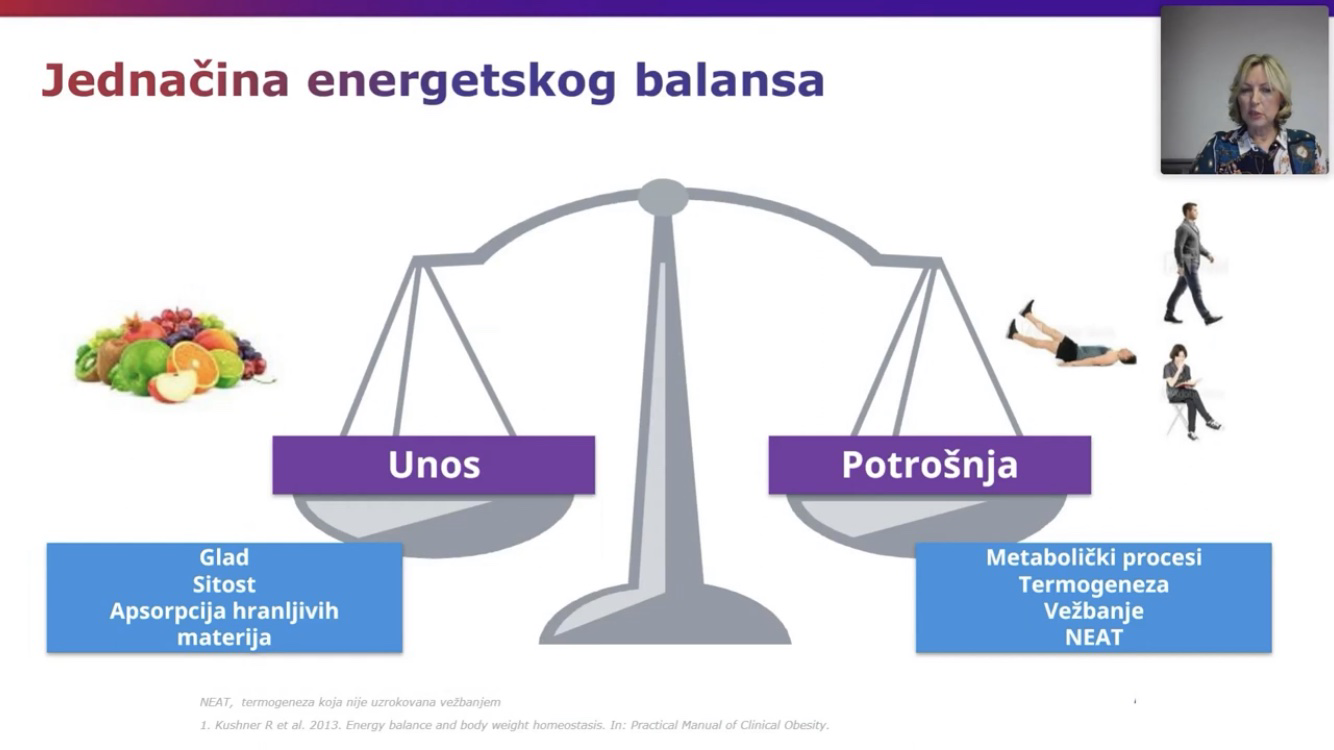 Jednačina energetskog balansa
Unos
Potrošnja
Glad
Sitost
Apsorpcija hranljivih
materija
Metabolički procesi
Termogeneza
Vežbanje
NEAT
NEAT, termogeneza koja nije uzrokovana vežbanjem
1. Kushner R et al. 2013. Energy balance and body weight homeostasis. In: Practical Manual of Clinical Obesity.